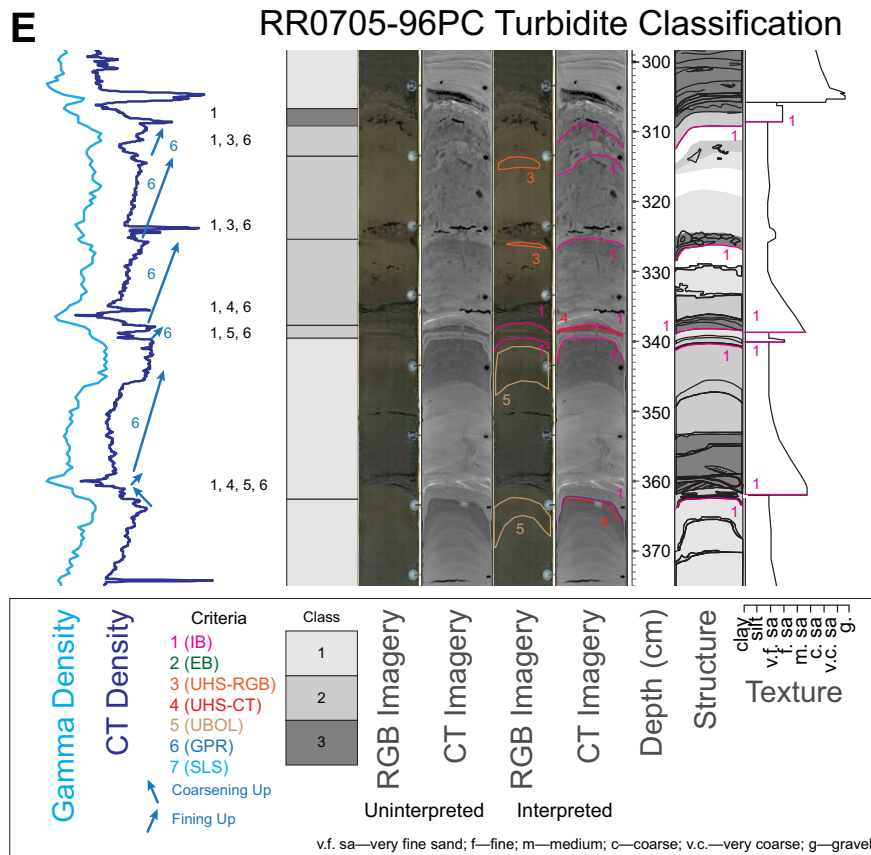 E
RR0705-96PC Turbidite Classification
1
1, 3, 6
1, 3, 6
1, 4, 6
1, 5, 6
1, 4, 5, 6
6
6
6
6
6
3
3
1
1
5
5
1
1
1
4
1
1
1
4
300
310
320
330
340
350
360
370
1
1
1
1
1
1
1
1
1
Gamma Density
CT Density
Criteria
1 (IB)
2 (EB)
3 (UHS-RGB)
4 (UHS-CT)
5 (UBOL)
6 (GPR)
7 (SLS)
Coarsening Up
Fining Up
Class
1
2
3
RGB Imagery
CT Imagery
Uninterpreted
RGB Imagery
CT Imagery
Interpreted
Depth (cm)
Structure
clay
silt
v.f. sa
f. sa
m. sa
c. sa
v.c. sa
g.
Texture
v.f. sa—very fine sand; f—fine; m—medium; c—coarse; v.c.—very coarse; g—gravel